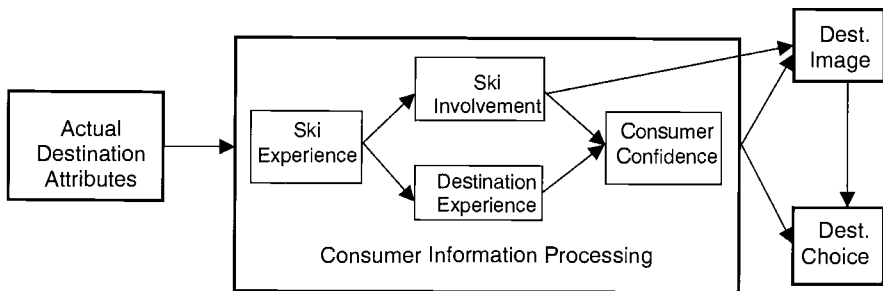 Actual
Destination
Attributes
Ski
Experience
Ski
Involvement
Destination
Experience
Consumer
Confidence
Consumer Information Processing
Dest.
Image
Dest.
Choice